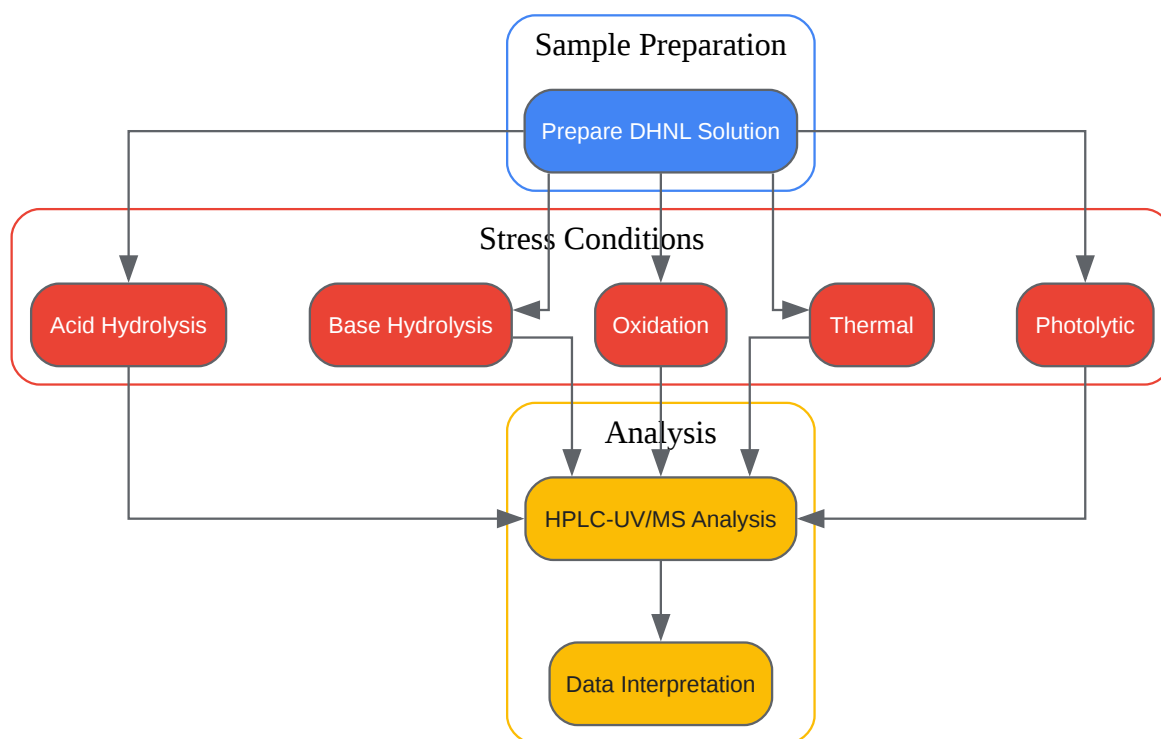 Sample Preparation
Prepare DHNL Solution
Stress Conditions
Acid Hydrolysis
Base Hydrolysis
Oxidation
Thermal
Photolytic
Analysis
HPLC-UV/MS Analysis
Data Interpretation